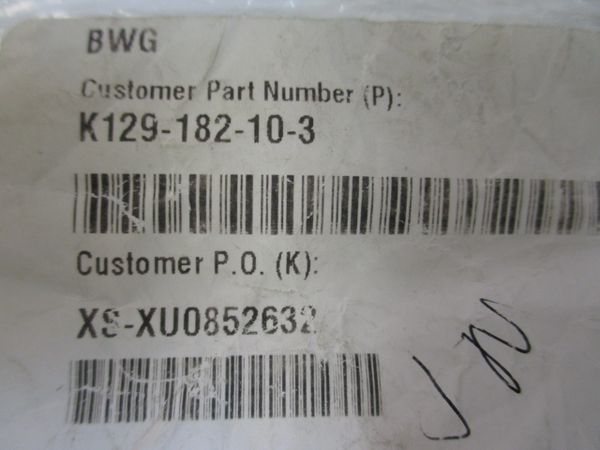 BWG
Customer Part Number (P):
K129-182-10-3
Customer P.O. (K):
XS-XU0852632